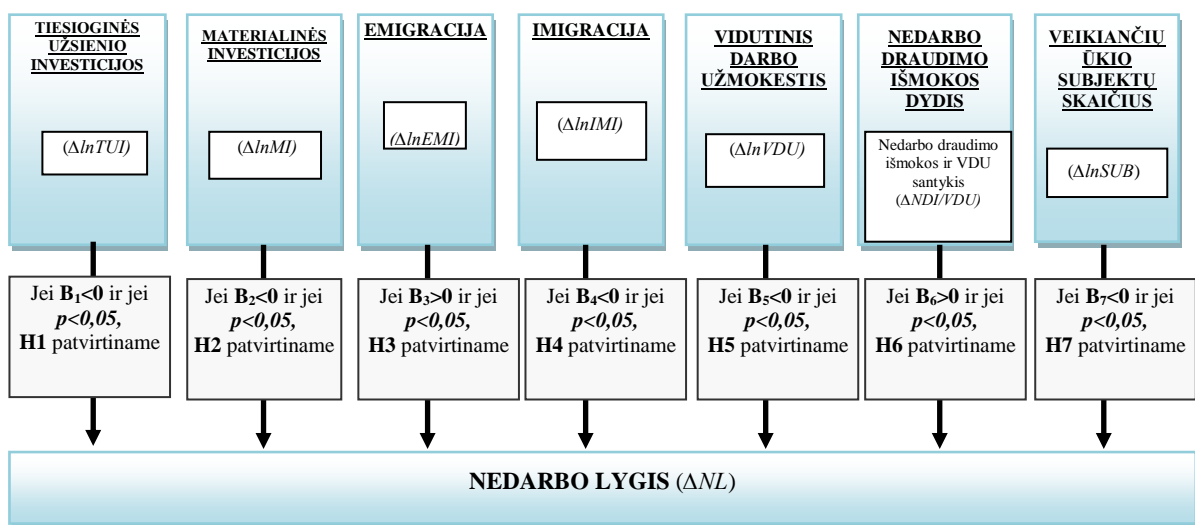 TIESIOGINĖS
UŽSIENIO
INVESTICIJOS
(ΔlnTUI)
MATERIALINĖS
INVESTICIJOS
(ΔlnMI)
EMIGRACIJA
(ΔlnEMI)
IMIGRACIJA
(ΔlnIMI)
VIDUTINIS
DARBO
UŽMOKESTIS
(ΔlnVDU)
NEDARBO
DRAUDIMO
IŠMOKOS
DYDIS
Nedarbo draudimo
išmokos ir VDU
santykis
(ΔNDI/VDU)
VEIKIANČIŲ
ŪKIO
SUBJEKTŲ
SKAIČIUS
(ΔlnSUB)
Jei B₁<0 ir jei
p<0,05,
H1 patvirtiname
Jei B₂<0 ir jei
p<0,05,
H2 patvirtiname
Jei B₃>0 ir jei
p<0,05,
H3 patvirtiname
Jei B₄<0 ir jei
p<0,05,
H4 patvirtiname
Jei B₅<0 ir jei
p<0,05,
H5 patvirtiname
Jei B₆>0 ir jei
p<0,05,
H6 patvirtiname
Jei B₇<0 ir jei
p<0,05,
H7 patvirtiname
NEDARBO LYGIS (ΔNL)